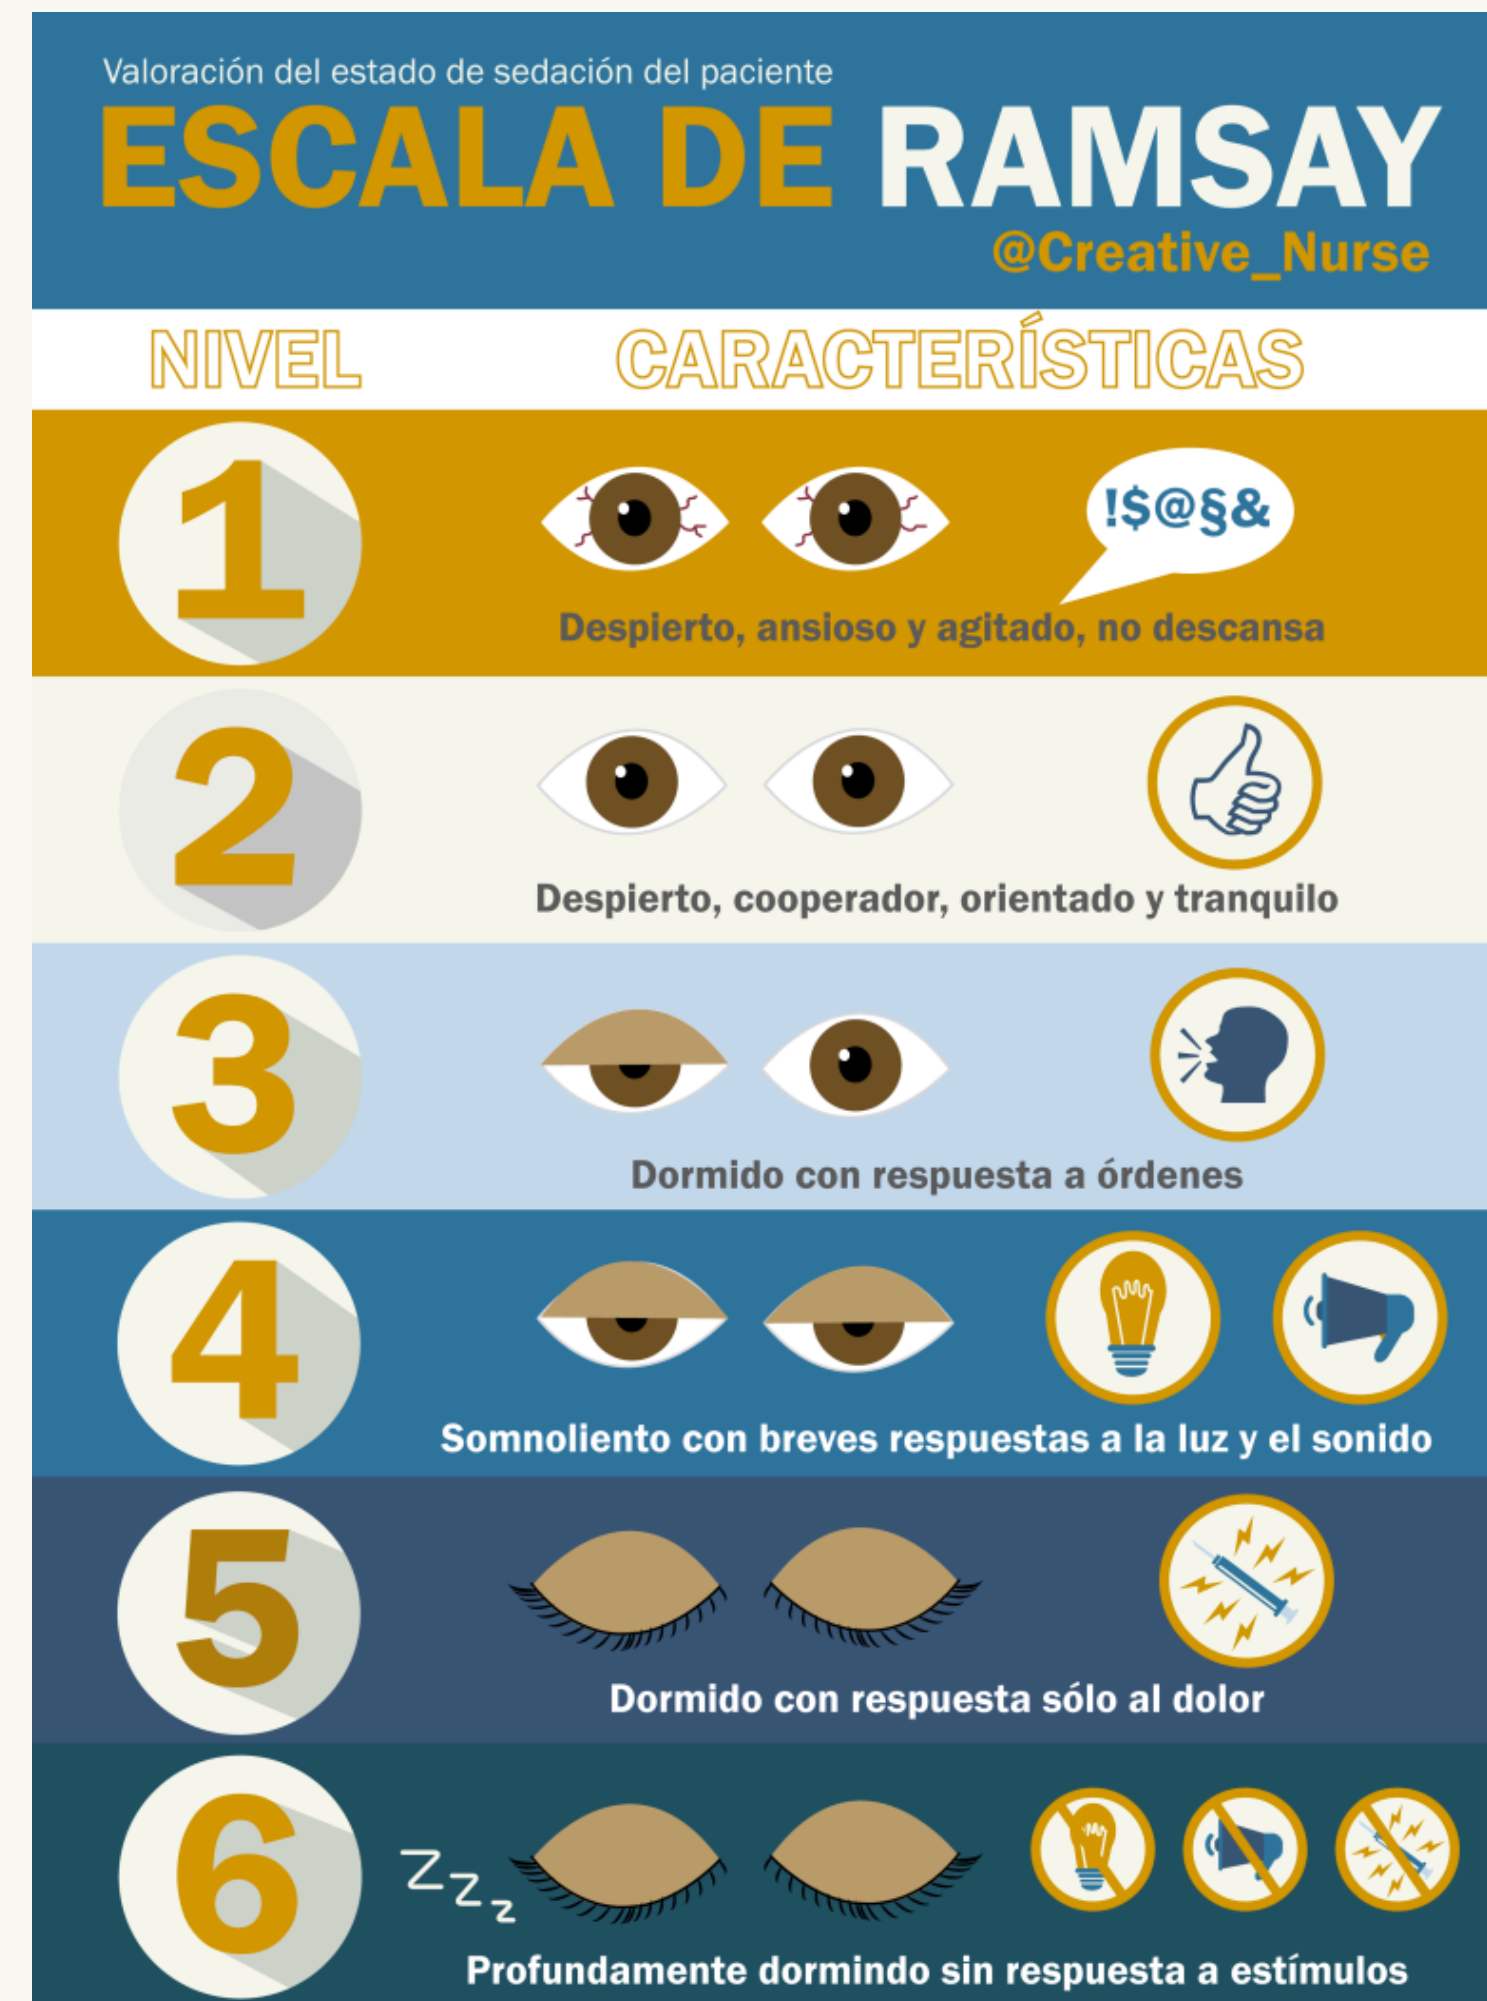 Valoración del estado de sedación del paciente
ESCALA DE RAMSAY
@Creative_Nurse
NIVEL CARACTERÍSTICAS
1
!$@§&
Despierto, ansioso y agitado, no descansa
2
Despierto, cooperador, orientado y tranquilo
3
Dormido con respuesta a órdenes
4
Somnoliento con breves respuestas a la luz y el sonido
5
Dormido con respuesta sólo al dolor
6
Zzz
Profundamente dormindo sin respuesta a estímulos